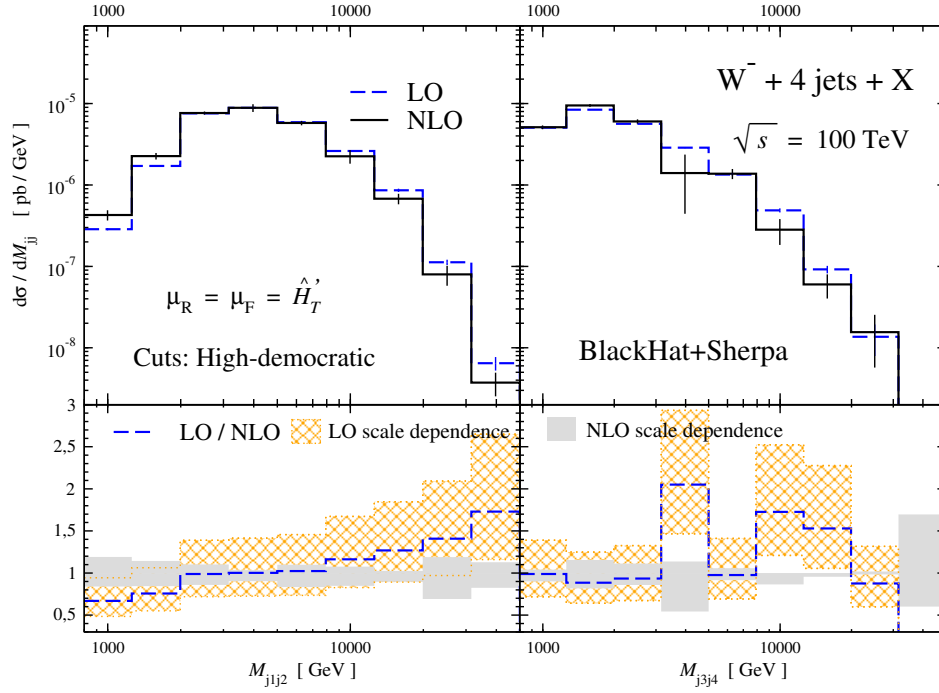 1000 10000 1000 10000
W⁻ + 4 jets + X
√s = 100 TeV
LO
NLO
10⁻⁵
10⁻⁶
10⁻⁷
10⁻⁸
dσ / dM_jj [ pb / GeV ]
μ_R = μ_F = Ĥ_T′
Cuts: High-democratic
BlackHat+Sherpa
LO / NLO
LO scale dependence
NLO scale dependence
3
2,5
2
1,5
1
0,5
1000 10000 1000 10000
M_j1j2 [ GeV ]
M_j3j4 [ GeV ]